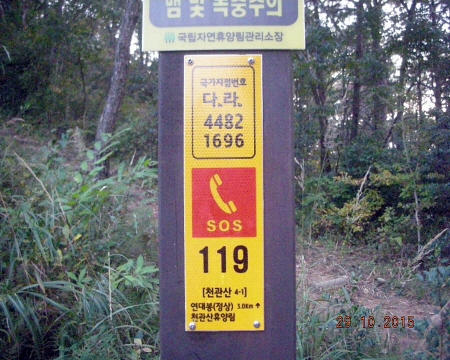 뱀 및 독충주의
국립자연휴양림관리소장
국가지점번호
다.라.
4482
1696
SOS
119
[천관산 4-1]
연대봉(정상) 3.0Km ↑
천관산휴양림
29 10 2015